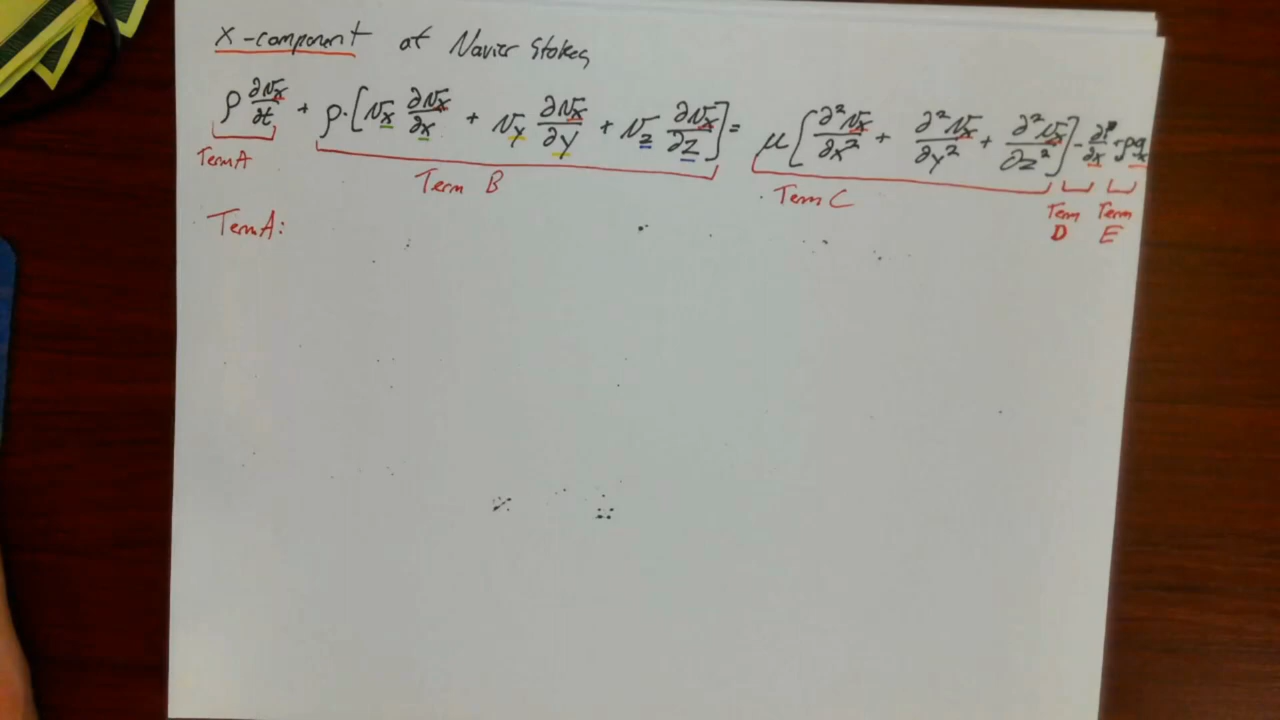 X-component of Navier Stokes
ρ ∂vx/∂t + ρ·[vx ∂vx/∂x + vy ∂vx/∂y + vz ∂vx/∂z] = μ[∂²vx/∂x² + ∂²vx/∂y² + ∂²vx/∂z²] - ∂P/∂x + ρgx
Term A
Term B
Term C
Term D
Term E
Term A: